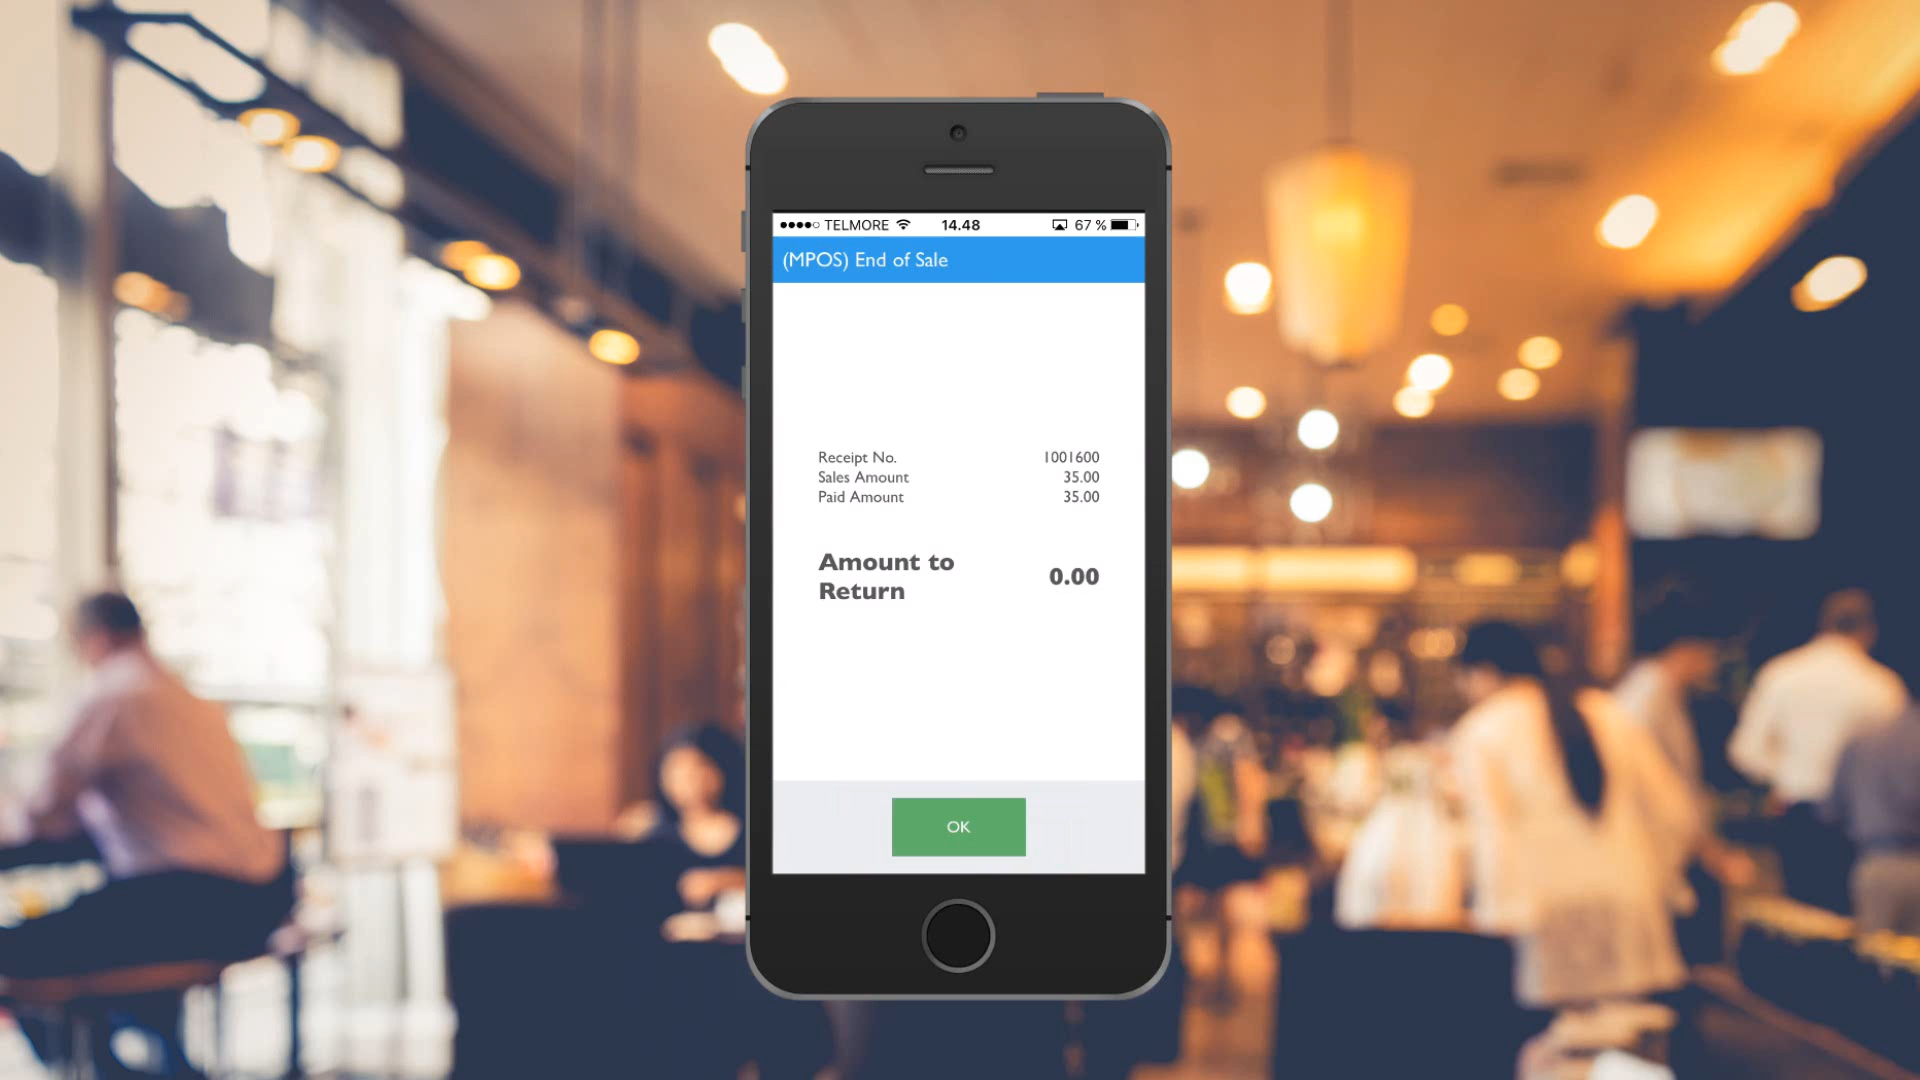 TELMORE 14.48 67 %
(MPOS) End of Sale
Receipt No. 1001600
Sales Amount 35.00
Paid Amount 35.00
Amount to
Return 0.00
OK